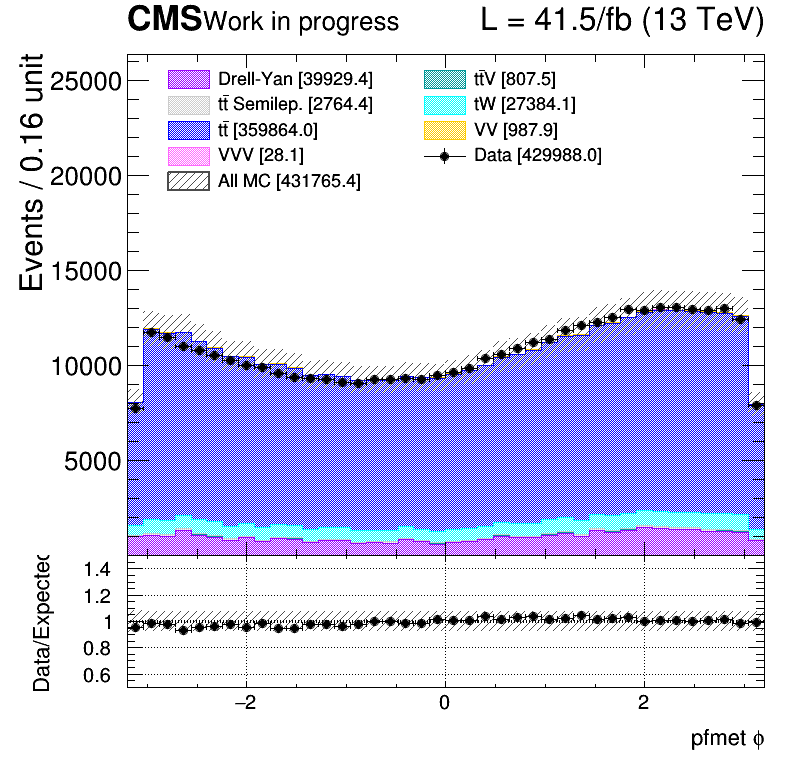 CMS Work in progress L = 41.5/fb (13 TeV)
Events / 0.16 unit
25000
20000
15000
10000
5000
Drell-Yan [39929.4]
tt̄ Semilep. [2764.4]
tt̄ [359864.0]
VVV [28.1]
All MC [431765.4]
tt̄V [807.5]
tW [27384.1]
VV [987.9]
Data [429988.0]
Data/Expected
1.4
1.2
1
0.8
0.6
−2 0 2
pfmet ϕ